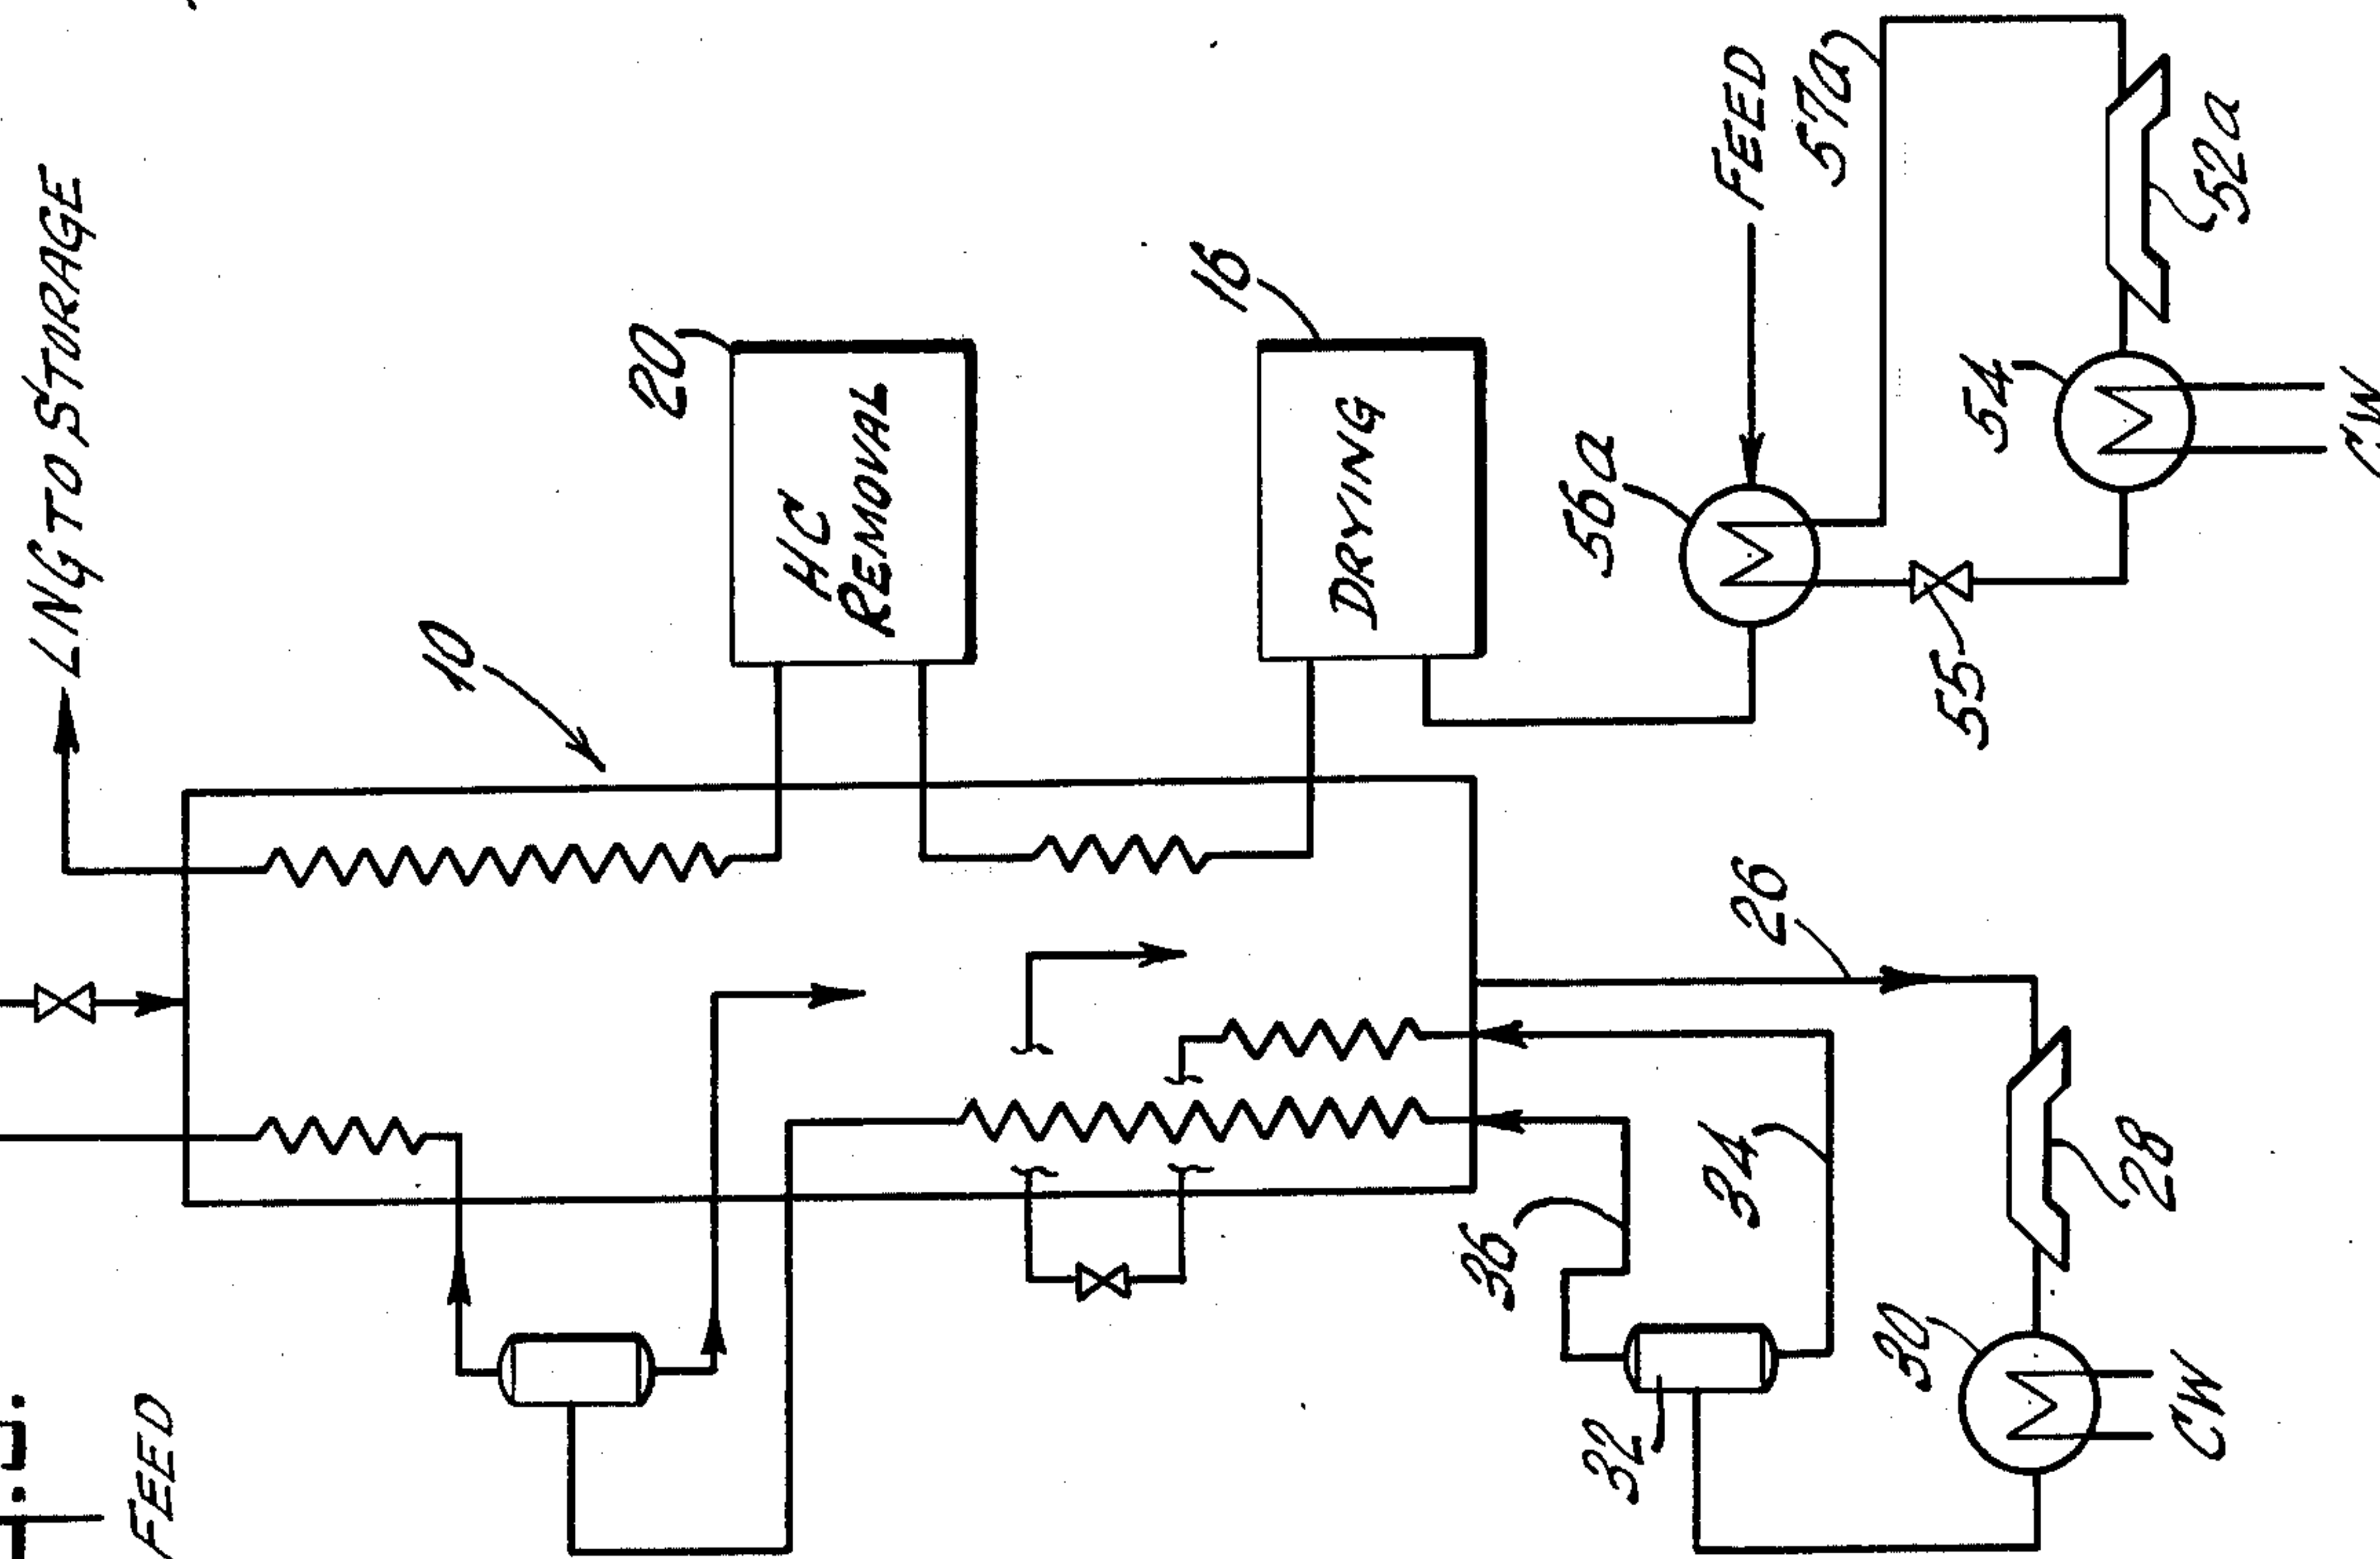 LNG TO STORAGE
10
20
HC
REMOVAL
16
DRYING
FEED
57a
56a
55
54
52a
CW
26
28
30
CW
32
34
36
FEED